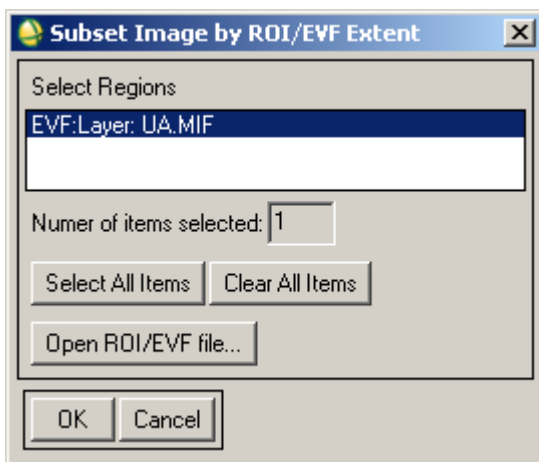 Subset Image by ROI/EVF Extent
Select Regions
EVF:Layer: UA.MIF
Numer of items selected: 1
Select All Items Clear All Items
Open ROI/EVF file...
OK Cancel